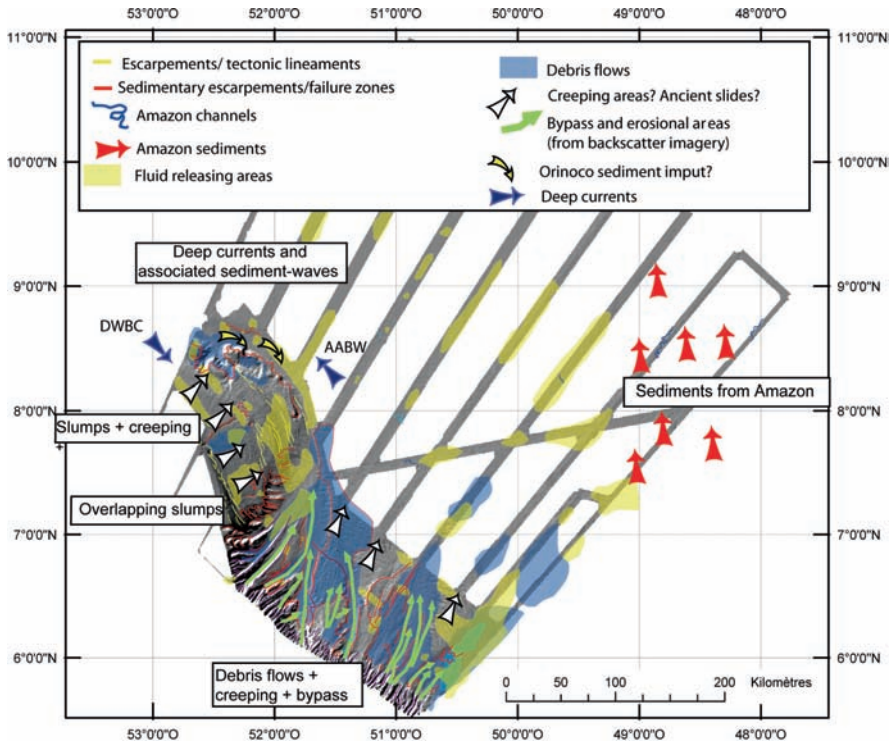 53°0'0"W 52°0'0"W 51°0'0"W 50°0'0"W 49°0'0"W 48°0'0"W
11°0'0"N 11°0'0"N
Escarpements/ tectonic lineaments
Sedimentary escarpements/failure zones
Amazon channels
Amazon sediments
Fluid releasing areas
Debris flows
Creeping areas? Ancient slides?
Bypass and erosional areas
(from backscatter imagery)
Orinoco sediment imput?
Deep currents
10°0'0"N 10°0'0"N
Deep currents and
associated sediment-waves
9°0'0"N 9°0'0"N
DWBC
AABW
Sediments from Amazon
8°0'0"N 8°0'0"N
Slumps + creeping
+
Overlapping slumps
7°0'0"N 7°0'0"N
6°0'0"N 6°0'0"N
Debris flows +
creeping + bypass
0 50 100 200 Kilomètres
53°0'0"W 52°0'0"W 51°0'0"W 50°0'0"W 49°0'0"W 48°0'0"W